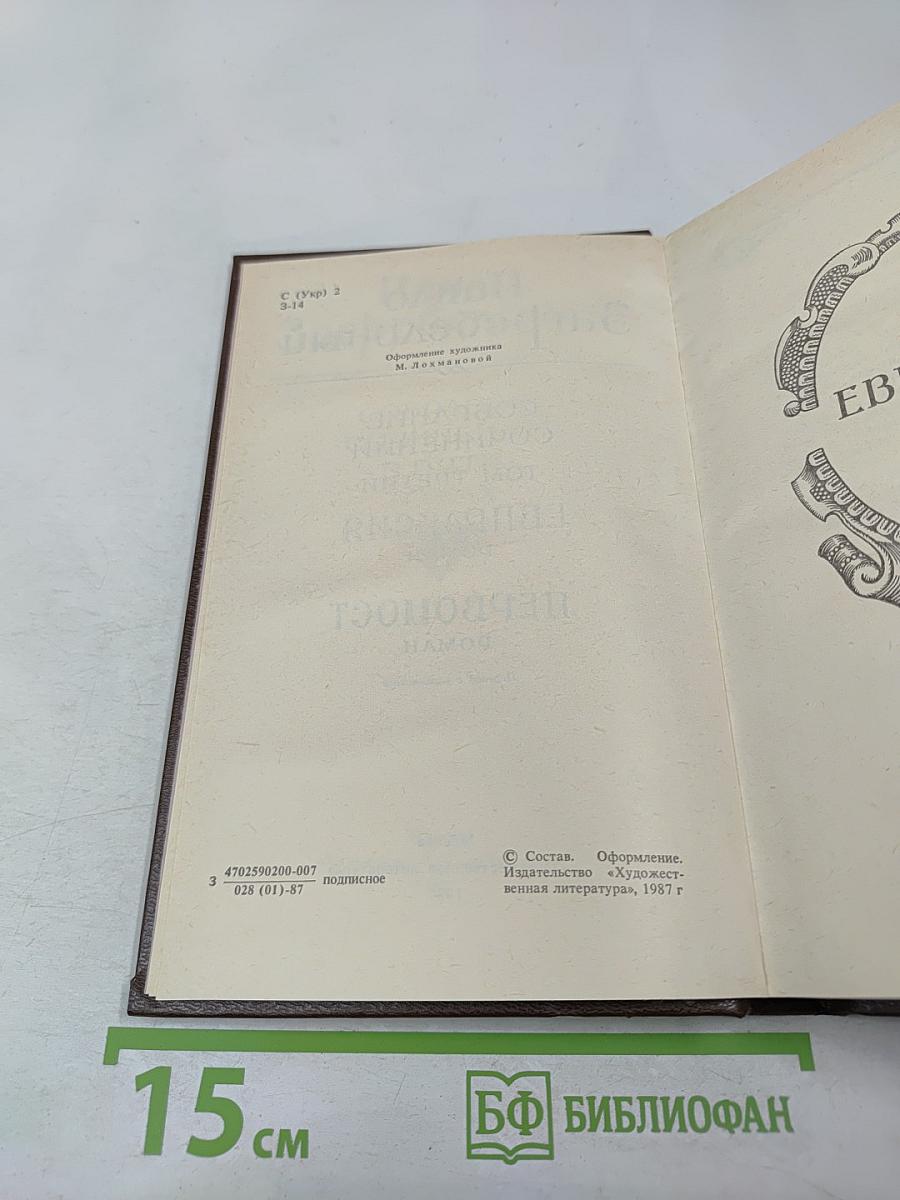 С (Укр) 2
З-14
Оформление художника
М. Лохмановой
З 4702590200-007 подписное
028 (01)-87
© Состав. Оформление.
Издательство «Художест-
венная литература», 1987 г
ЕВ
15 см
БФ БИБЛИОФАН